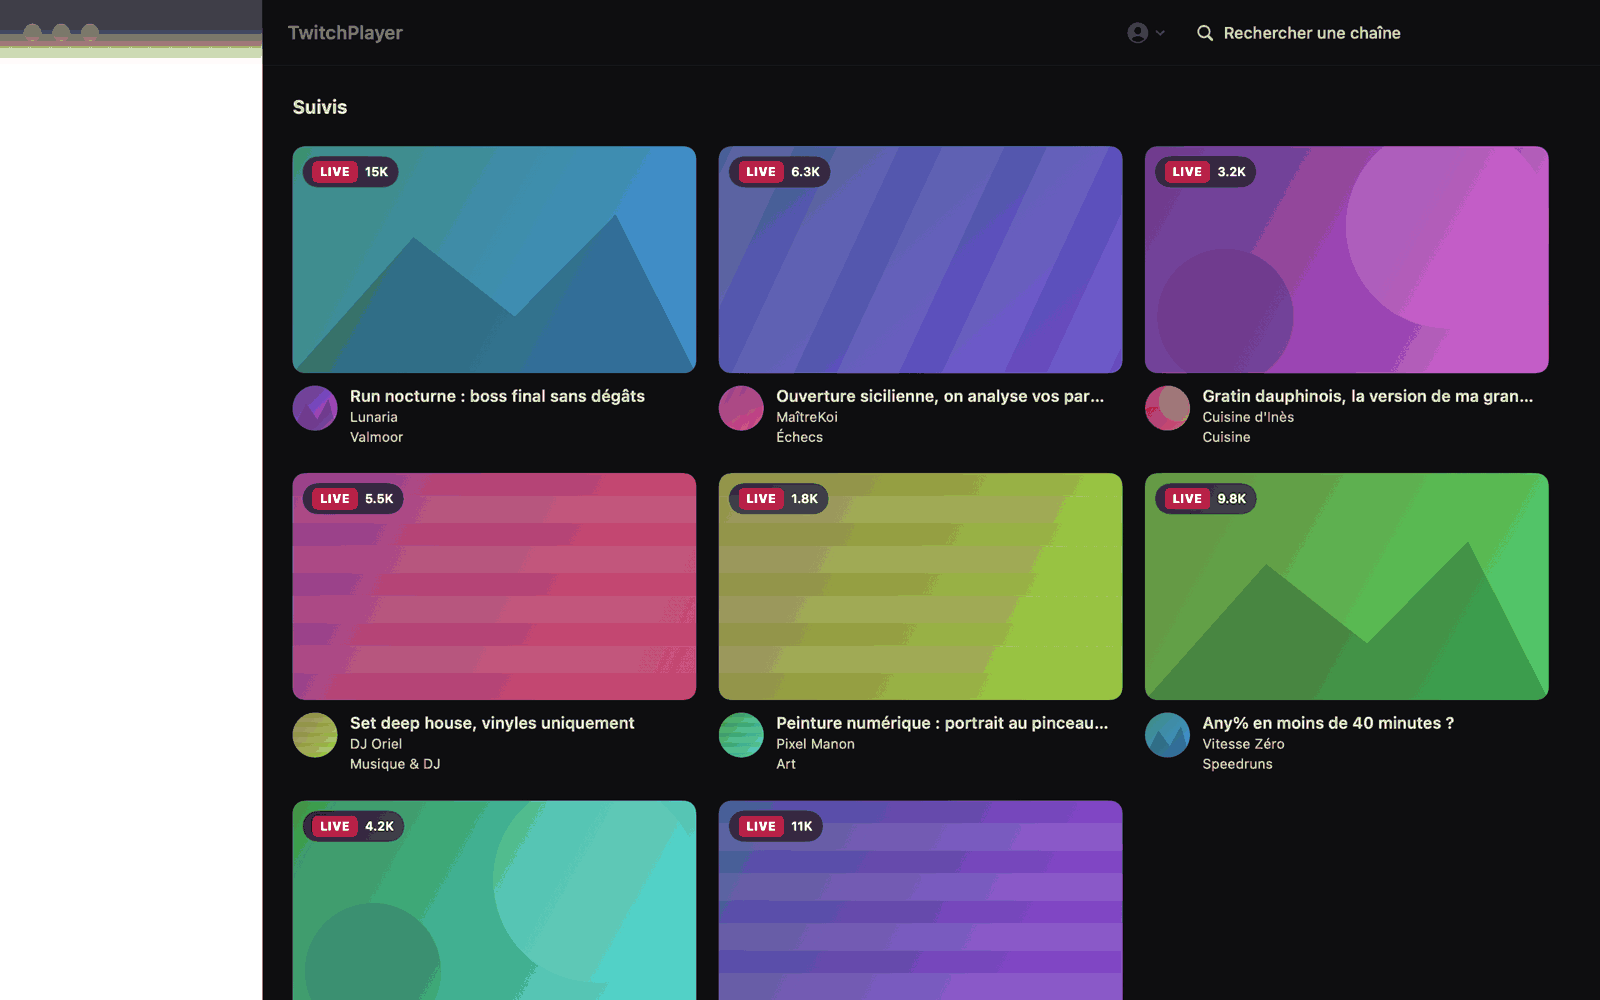 TwitchPlayer
Rechercher une chaîne
Suivis
LIVE 15K
LIVE 6.3K
LIVE 3.2K
Run nocturne : boss final sans dégâts
Lunaria
Valmoor
Ouverture sicilienne, on analyse vos par...
MaîtreKoi
Échecs
Gratin dauphinois, la version de ma gran...
Cuisine d'Inès
Cuisine
LIVE 5.5K
LIVE 1.8K
LIVE 9.8K
Set deep house, vinyles uniquement
DJ Oriel
Musique & DJ
Peinture numérique : portrait au pinceau...
Pixel Manon
Art
Any% en moins de 40 minutes ?
Vitesse Zéro
Speedruns
LIVE 4.2K
LIVE 11K